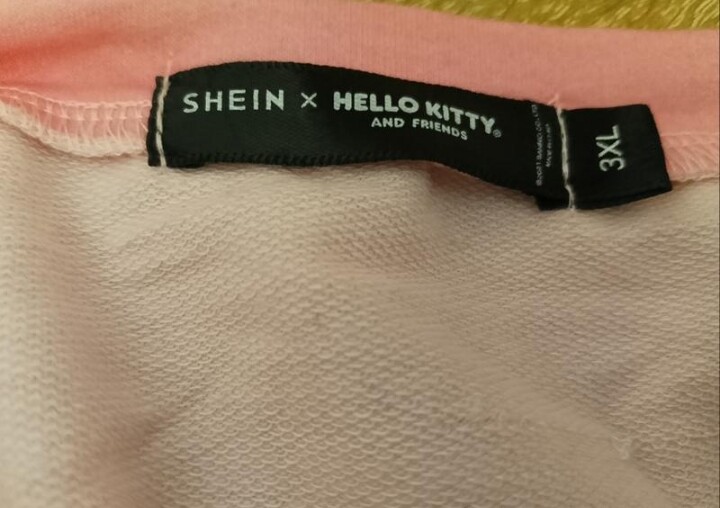 SHEIN × HELLO KITTY®
AND FRIENDS
3XL